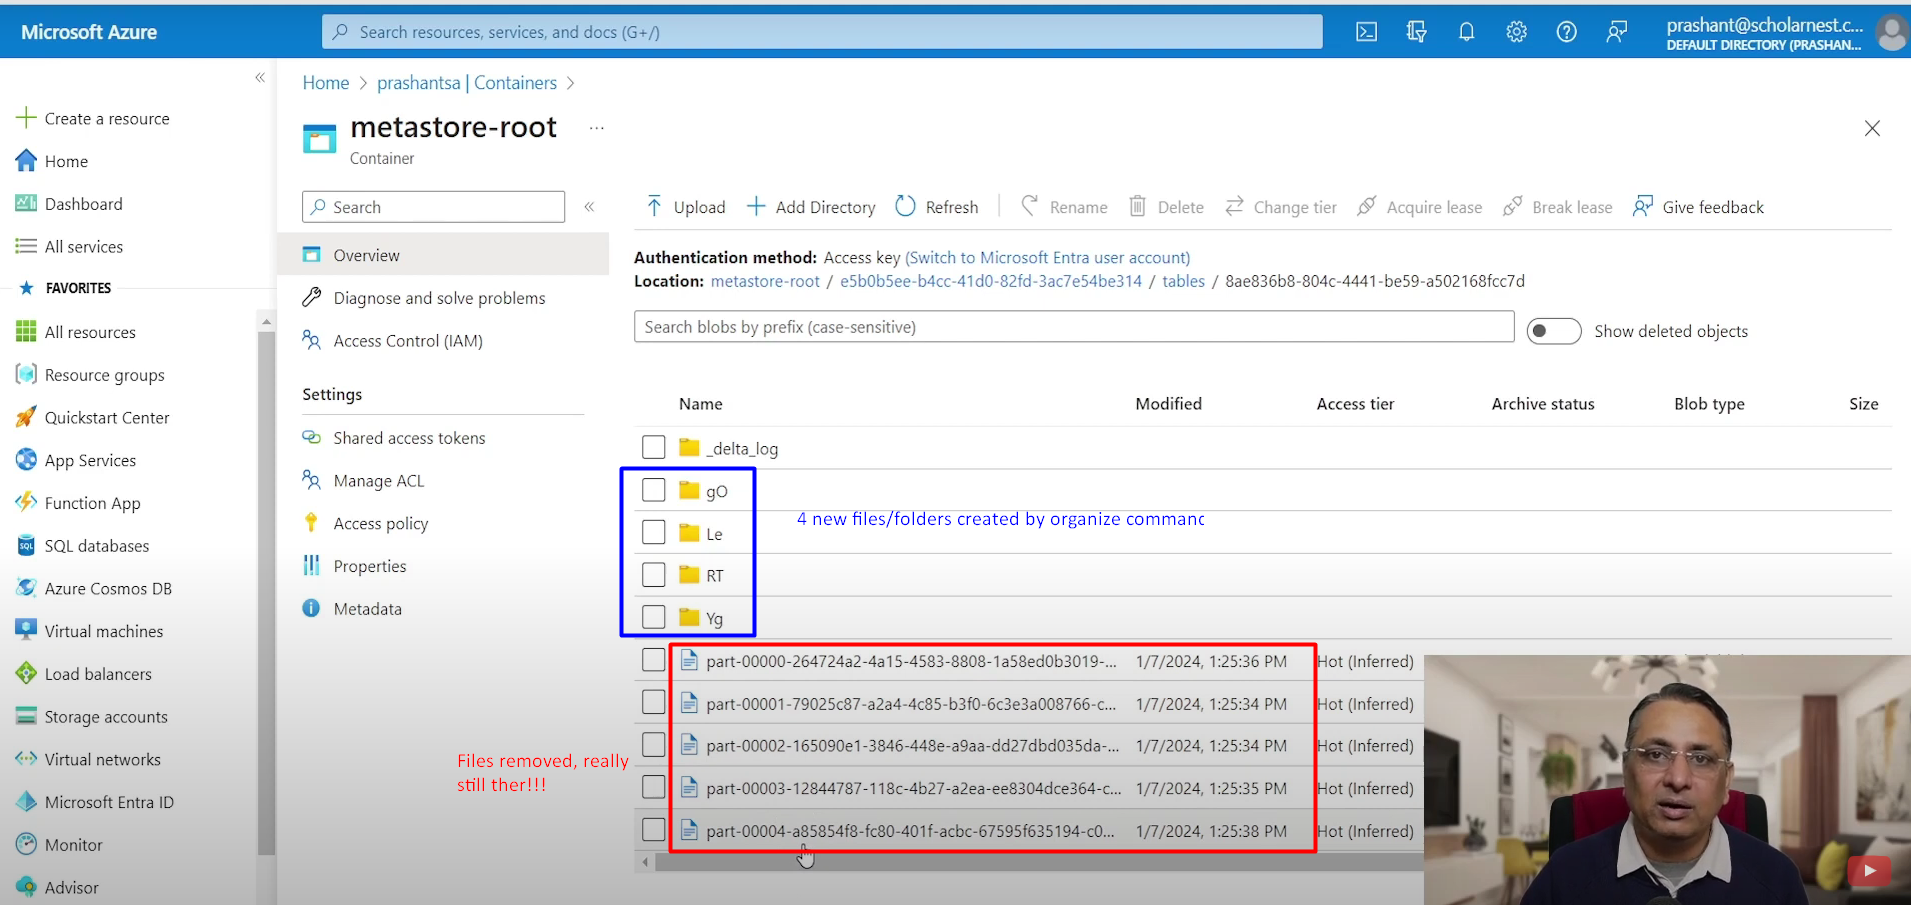 Microsoft Azure
Search resources, services, and docs (G+/)
prashant@scholarnest.c...
DEFAULT DIRECTORY (PRASHAN...
Create a resource
Home
Dashboard
All services
FAVORITES
All resources
Resource groups
Quickstart Center
App Services
Function App
SQL databases
Azure Cosmos DB
Virtual machines
Load balancers
Storage accounts
Virtual networks
Microsoft Entra ID
Monitor
Advisor
Home > prashantsa | Containers >
metastore-root ...
Container
Search
Overview
Diagnose and solve problems
Access Control (IAM)
Settings
Shared access tokens
Manage ACL
Access policy
Properties
Metadata
Upload Add Directory Refresh Rename Delete Change tier Acquire lease Break lease Give feedback
Authentication method: Access key (Switch to Microsoft Entra user account)
Location: metastore-root / e5b0b5ee-b4cc-41d0-82fd-3ac7e54be314 / tables / 8ae836b8-804c-4441-be59-a502168fcc7d
Search blobs by prefix (case-sensitive)
Show deleted objects
Name Modified Access tier Archive status Blob type Size
_delta_log
gO
4 new files/folders created by organize command
Le
RT
Yg
part-00000-264724a2-4a15-4583-8808-1a58ed0b3019-... 1/7/2024, 1:25:36 PM Hot (Inferred)
part-00001-79025c87-a2a4-4c85-b3f0-6c3e3a008766-c... 1/7/2024, 1:25:34 PM Hot (Inferred)
part-00002-165090e1-3846-448e-a9aa-dd27dbd035da-... 1/7/2024, 1:25:34 PM Hot (Inferred)
Files removed, really
still ther!!!
part-00003-12844787-118c-4b27-a2ea-ee8304dce364-c... 1/7/2024, 1:25:35 PM Hot (Inferred)
part-00004-a85854f8-fc80-401f-acbc-67595f635194-c0... 1/7/2024, 1:25:38 PM Hot (Inferred)